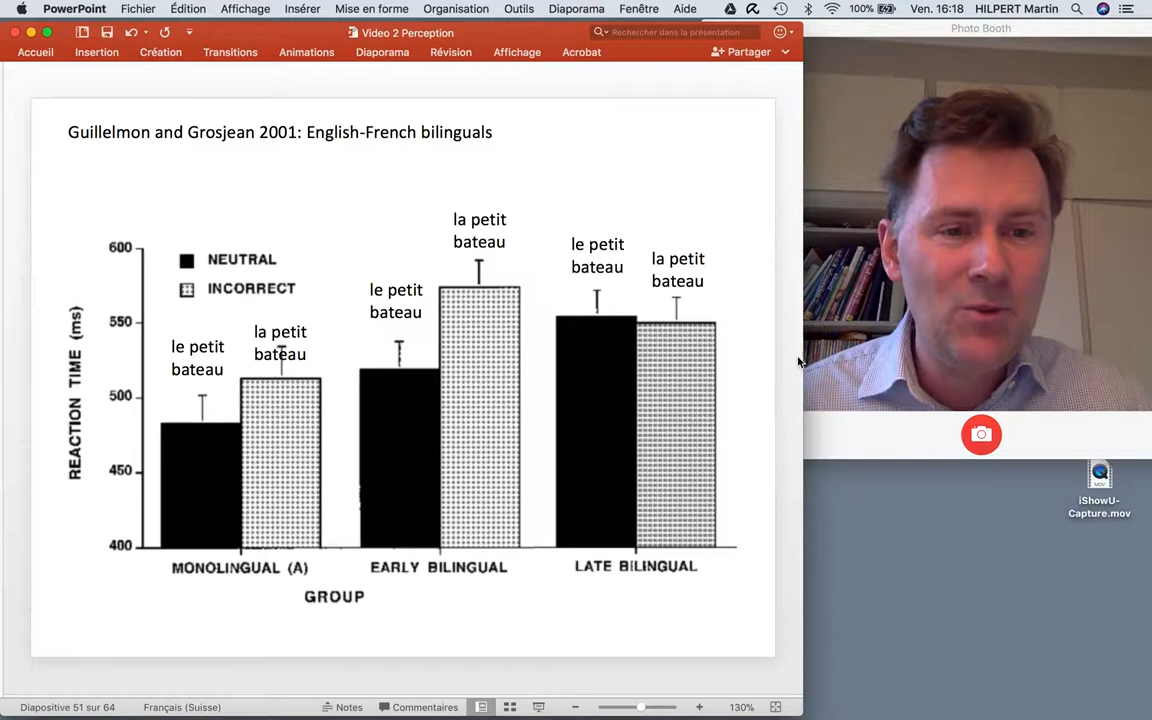 PowerPoint Fichier Édition Affichage Insérer Mise en forme Organisation Outils Diaporama Fenêtre Aide 100% Ven. 16:18 HILPERT Martin
Video 2 Perception
Rechercher dans la présentation
Photo Booth
Accueil Insertion Création Transitions Animations Diaporama Révision Affichage Acrobat Partager
Guillelmon and Grosjean 2001: English-French bilinguals
la petit
bateau
le petit
bateau
la petit
bateau
600
NEUTRAL
INCORRECT
le petit
bateau
la petit
bateau
le petit
bateau
550
500
450
400
REACTION TIME (ms)
MONOLINGUAL (A) EARLY BILINGUAL LATE BILINGUAL
GROUP
MOV
iShowU-
Capture.mov
Diapositive 51 sur 64 Français (Suisse) Notes Commentaires 130%